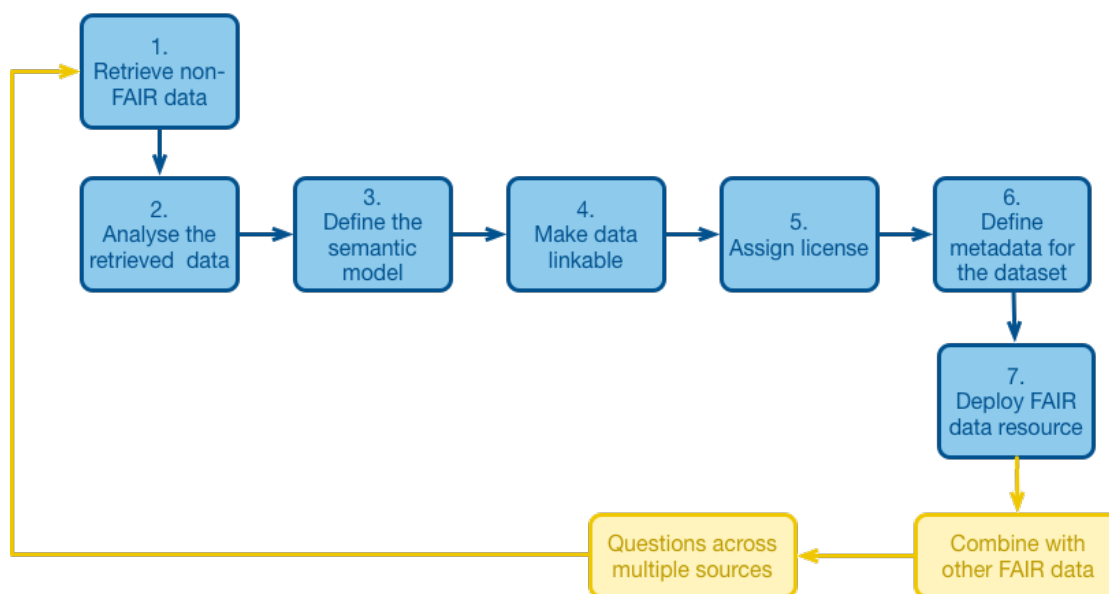 1.
Retrieve non-
FAIR data
2.
Analyse the
retrieved data
3.
Define the
semantic
model
4.
Make data
linkable
5.
Assign license
6.
Define
metadata for
the dataset
7.
Deploy FAIR
data resource
Questions across
multiple sources
Combine with
other FAIR data